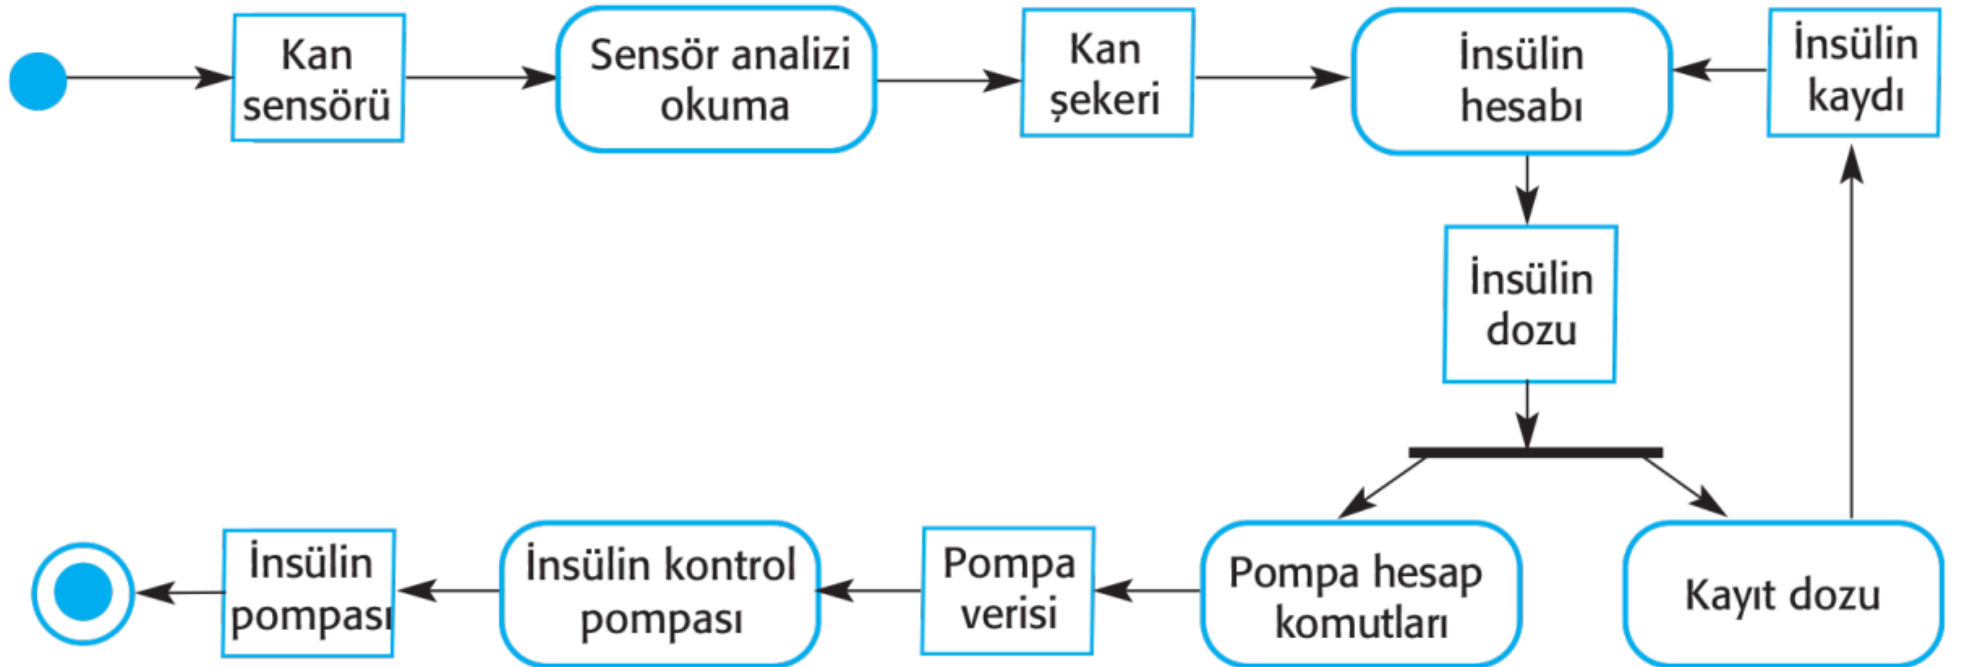 Kan
sensörü
Sensör analizi
okuma
Kan
şekeri
İnsülin
hesabı
İnsülin
kaydı
İnsülin
dozu
İnsülin
pompası
İnsülin kontrol
pompası
Pompa
verisi
Pompa hesap
komutları
Kayıt dozu